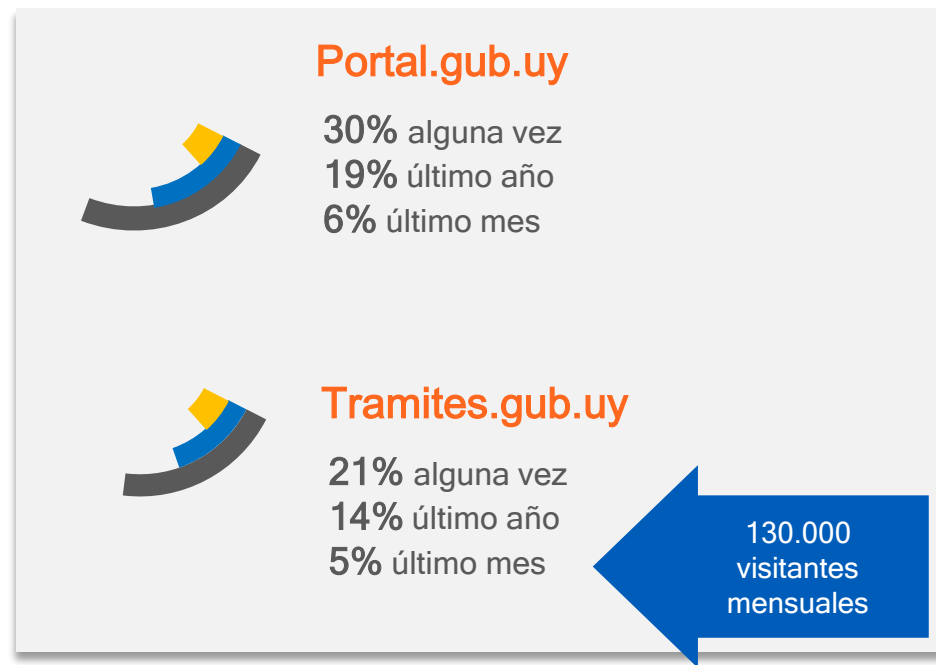 Portal.gub.uy
30% alguna vez
19% último año
6% último mes
Tramites.gub.uy
21% alguna vez
14% último año
5% último mes
130.000
visitantes
mensuales